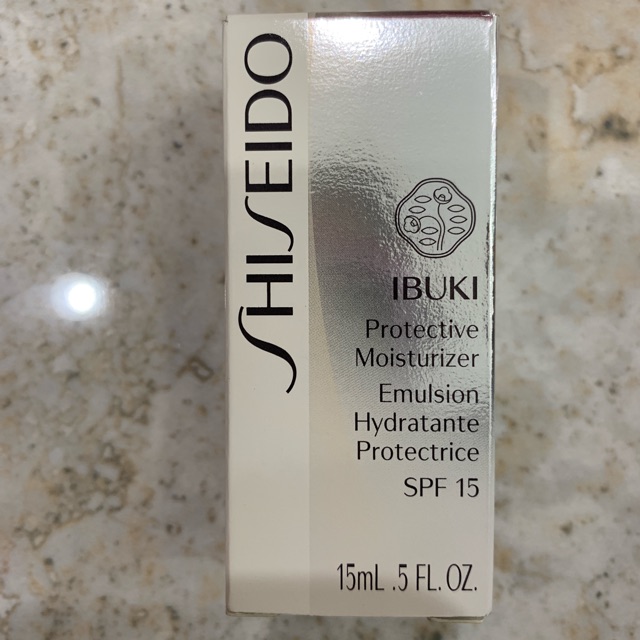 SHISEIDO
IBUKI
Protective
Moisturizer
Emulsion
Hydratante
Protectrice
SPF 15
15mL .5 FL. OZ.